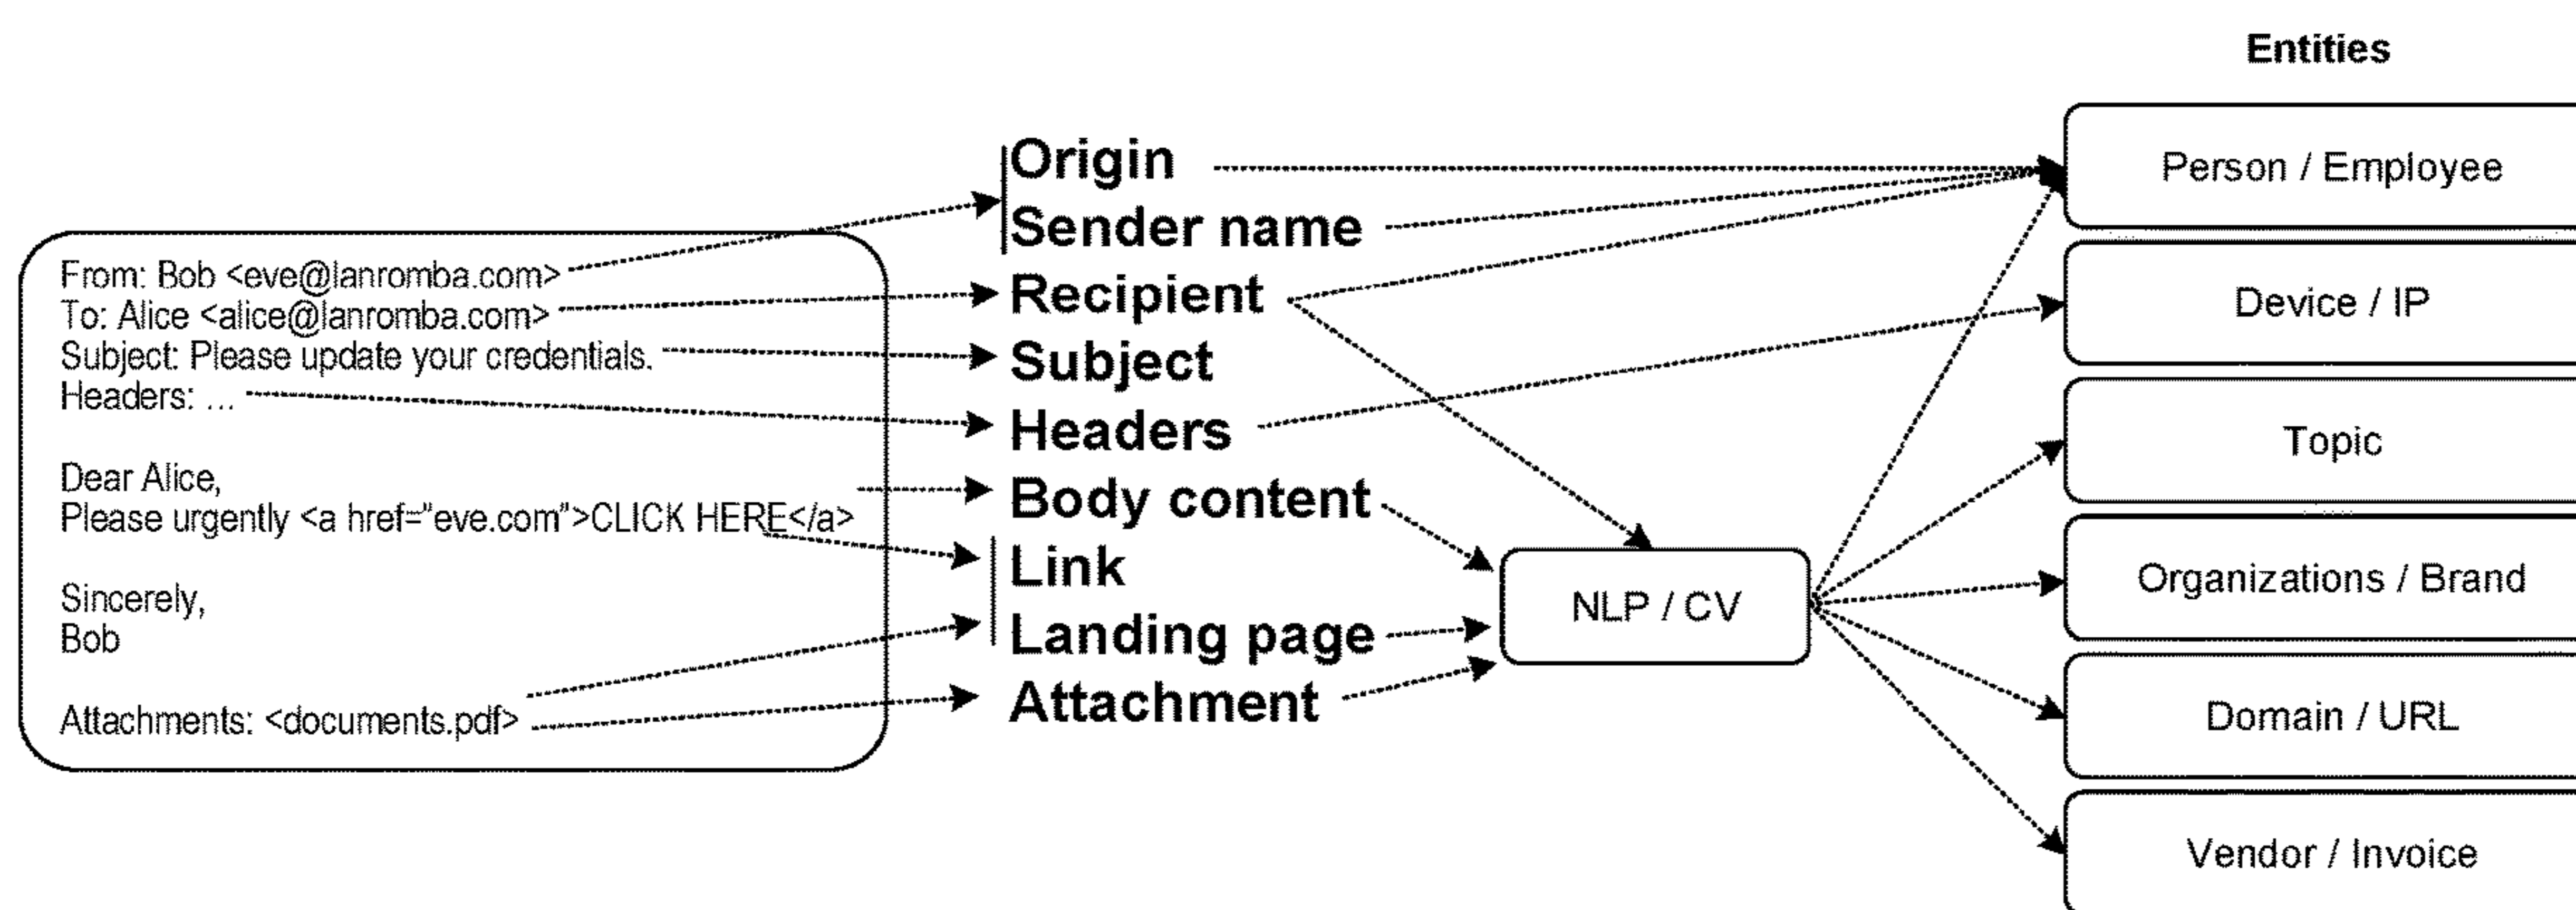 Entities
From: Bob <eve@lanromba.com>
To: Alice <alice@lanromba.com>
Subject: Please update your credentials.
Headers: ...
Dear Alice,
Please urgently <a href="eve.com">CLICK HERE</a>
Sincerely,
Bob
Attachments: <documents.pdf>
Origin
Sender name
Recipient
Subject
Headers
Body content
Link
Landing page
Attachment
NLP / CV
Person / Employee
Device / IP
Topic
Organizations / Brand
Domain / URL
Vendor / Invoice